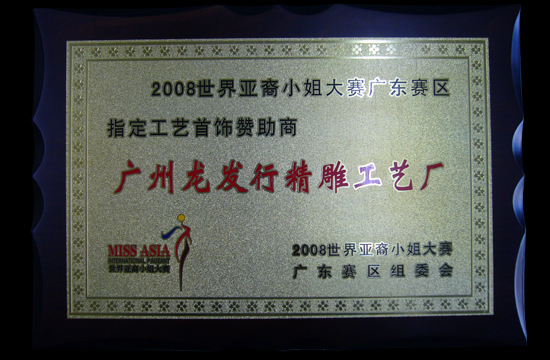 2008世界亚裔小姐大赛广东赛区
指定工艺首饰赞助商
广州龙发行精雕工艺厂
MISS ASIA
INTERNATIONAL PAGEANT
世界亚裔小姐大赛
2008世界亚裔小姐大赛
广东赛区组委会